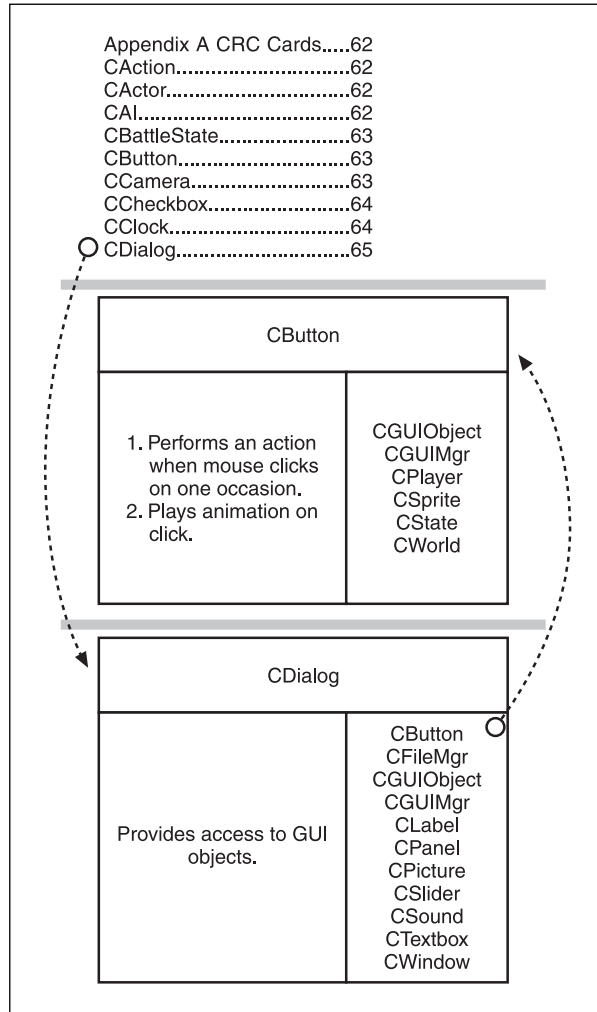 Appendix A CRC Cards.....62
CAction.........................62
CActor..........................62
CAI................................62
CBattleState..................63
CButton........................63
CCamera......................63
CCheckbox...................64
CClock..........................64
CDialog.........................65
CButton
1. Performs an action
when mouse clicks
on one occasion.
2. Plays animation on
click.
CGUIObject
CGUIMgr
CPlayer
CSprite
CState
CWorld
CDialog
Provides access to GUI
objects.
CButton
CFileMgr
CGUIObject
CGUIMgr
CLabel
CPanel
CPicture
CSlider
CSound
CTextbox
CWindow